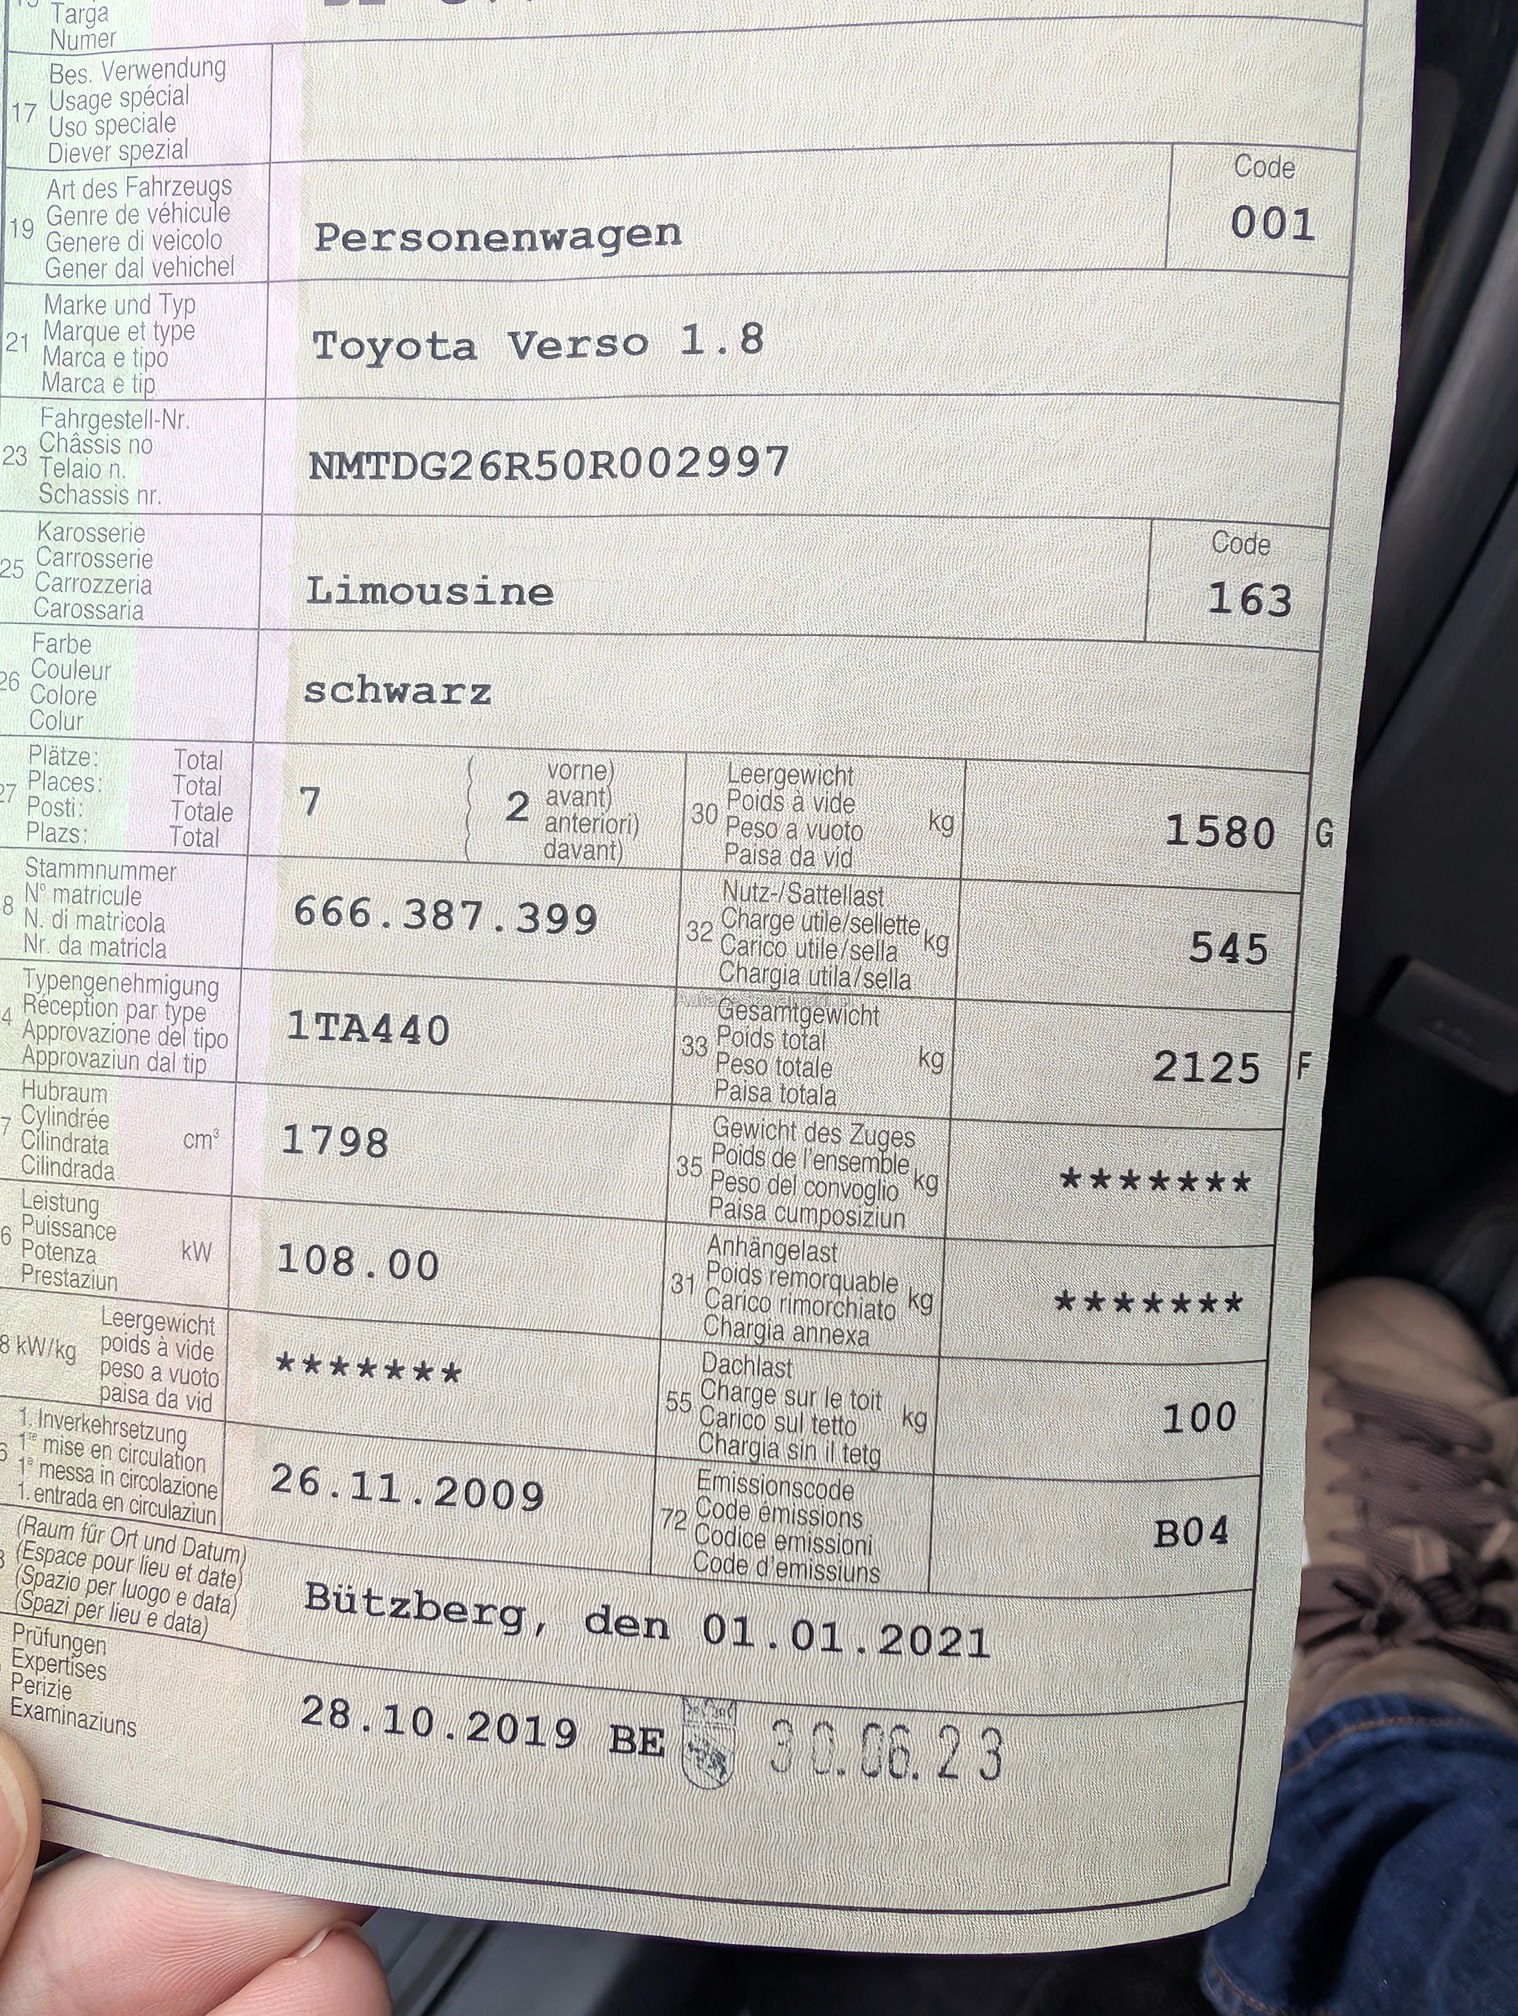 Targa
Numer
17
Bes. Verwendung
Usage spécial
Uso speciale
Diever spezial
19
Art des Fahrzeugs
Genre de véhicule
Genere di veicolo
Gener dal vehichel
Personenwagen
Code
001
21
Marke und Typ
Marque et type
Marca e tipo
Marca e tip
Toyota Verso 1.8
23
Fahrgestell-Nr.
Châssis no
Telaio n.
Schassis nr.
NMTDG26R50R002997
25
Karosserie
Carrosserie
Carrozzeria
Carossaria
Limousine
Code
163
26
Farbe
Couleur
Colore
Colur
schwarz
27
Plätze: Total
Places: Total
Posti: Totale
Plazs: Total
7
( 2
vorne)
avant)
anteriori)
davant)
30
Leergewicht
Poids à vide
Peso a vuoto
Paisa da vid
kg
1580 G
8
Stammnummer
N° matricule
N. di matricola
Nr. da matricla
666.387.399
32
Nutz-/Sattellast
Charge utile/sellette
Carico utile/sella
Chargia utila/sella
kg
545
4
Typengenehmigung
Réception par type
Approvazione del tipo
Approvaziun dal tip
1TA440
33
Gesamtgewicht
Poids total
Peso totale
Paisa totala
kg
2125 F
7
Hubraum
Cylindrée
Cilindrata
Cilindrada
cm³
1798
35
Gewicht des Zuges
Poids de l'ensemble
Peso del convoglio
Paisa cumposiziun
kg
*******
6
Leistung
Puissance
Potenza
Prestaziun
kW
108.00
31
Anhängelast
Poids remorquable
Carico rimorchiato
Chargia annexa
kg
*******
8 kW/kg
Leergewicht
poids à vide
peso a vuoto
paisa da vid
*******
55
Dachlast
Charge sur le toit
Carico sul tetto
Chargia sin il tetg
kg
100
6
1. Inverkehrsetzung
1re mise en circulation
1a messa in circolazione
1. entrada en circulaziun
26.11.2009
72
Emissionscode
Code émissions
Codice emissioni
Code d'emissiuns
B04
(Raum für Ort und Datum)
(Espace pour lieu et date)
(Spazio per luogo e data)
(Spazi per lieu e data)
Bützberg, den 01.01.2021
Prüfungen
Expertises
Perizie
Examinaziuns
28.10.2019 BE 30.06.23